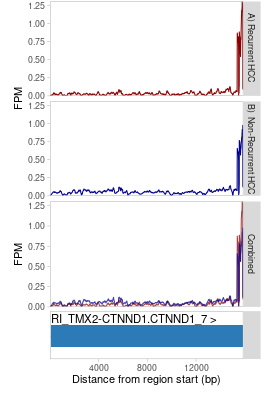 1.25
1.00
0.75
0.50
0.25
0.00
FPM
A) Recurrent HCC
1.25
1.00
0.75
0.50
0.25
0.00
B) Non-Recurrent HCC
1.25
1.00
0.75
0.50
0.25
0.00
FPM
Combined
RI_TMX2-CTNND1.CTNND1_7 >
4000 8000 12000
Distance from region start (bp)